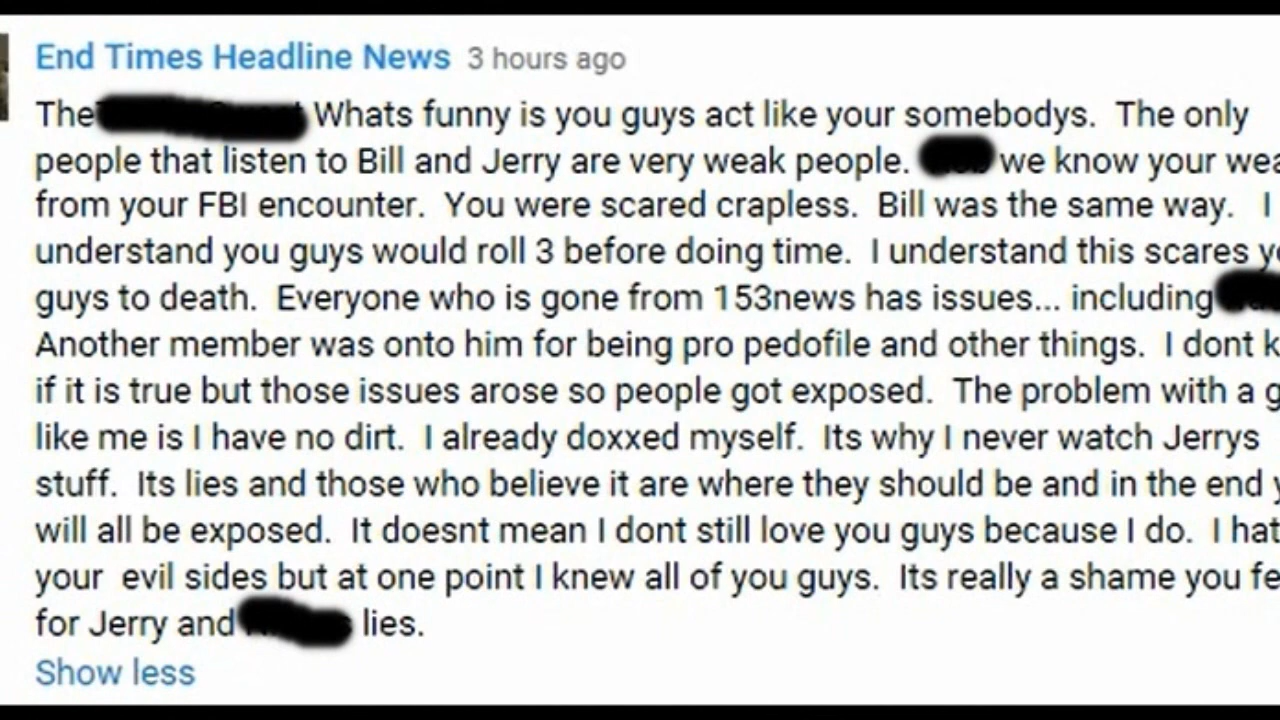 End Times Headline News 3 hours ago
The Whats funny is you guys act like your somebodys. The only
people that listen to Bill and Jerry are very weak people. we know your wea
from your FBI encounter. You were scared crapless. Bill was the same way. I
understand you guys would roll 3 before doing time. I understand this scares y
guys to death. Everyone who is gone from 153news has issues... including
Another member was onto him for being pro pedofile and other things. I dont k
if it is true but those issues arose so people got exposed. The problem with a g
like me is I have no dirt. I already doxxed myself. Its why I never watch Jerrys
stuff. Its lies and those who believe it are where they should be and in the end y
will all be exposed. It doesnt mean I dont still love you guys because I do. I hat
your evil sides but at one point I knew all of you guys. Its really a shame you fe
for Jerry and lies.
Show less